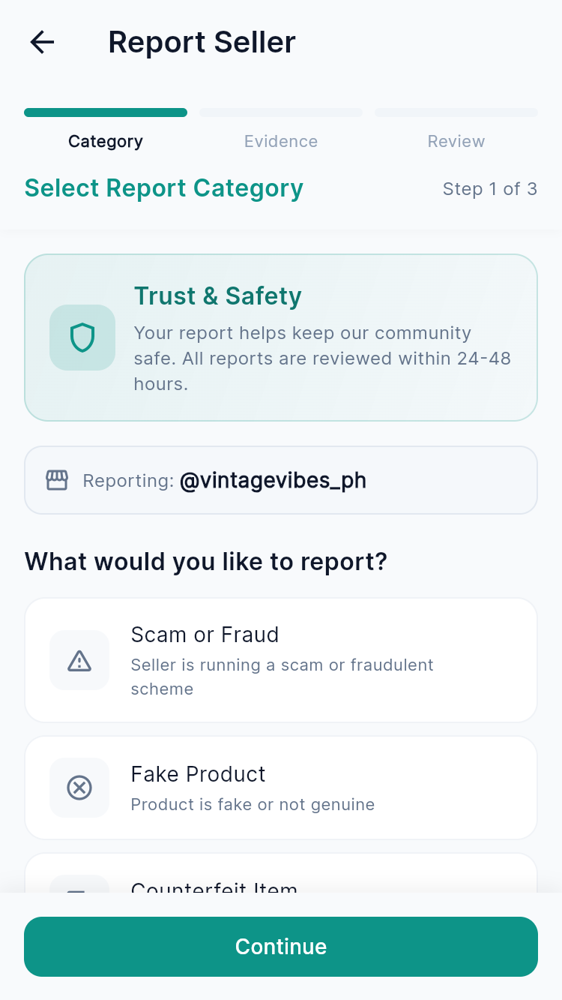 Report Seller
Category
Evidence
Review
Select Report Category
Step 1 of 3
Trust & Safety
Your report helps keep our community
safe. All reports are reviewed within 24-48
hours.
Reporting: @vintagevibes_ph
What would you like to report?
Scam or Fraud
Seller is running a scam or fraudulent
scheme
Fake Product
Product is fake or not genuine
Counterfeit Item
Continue